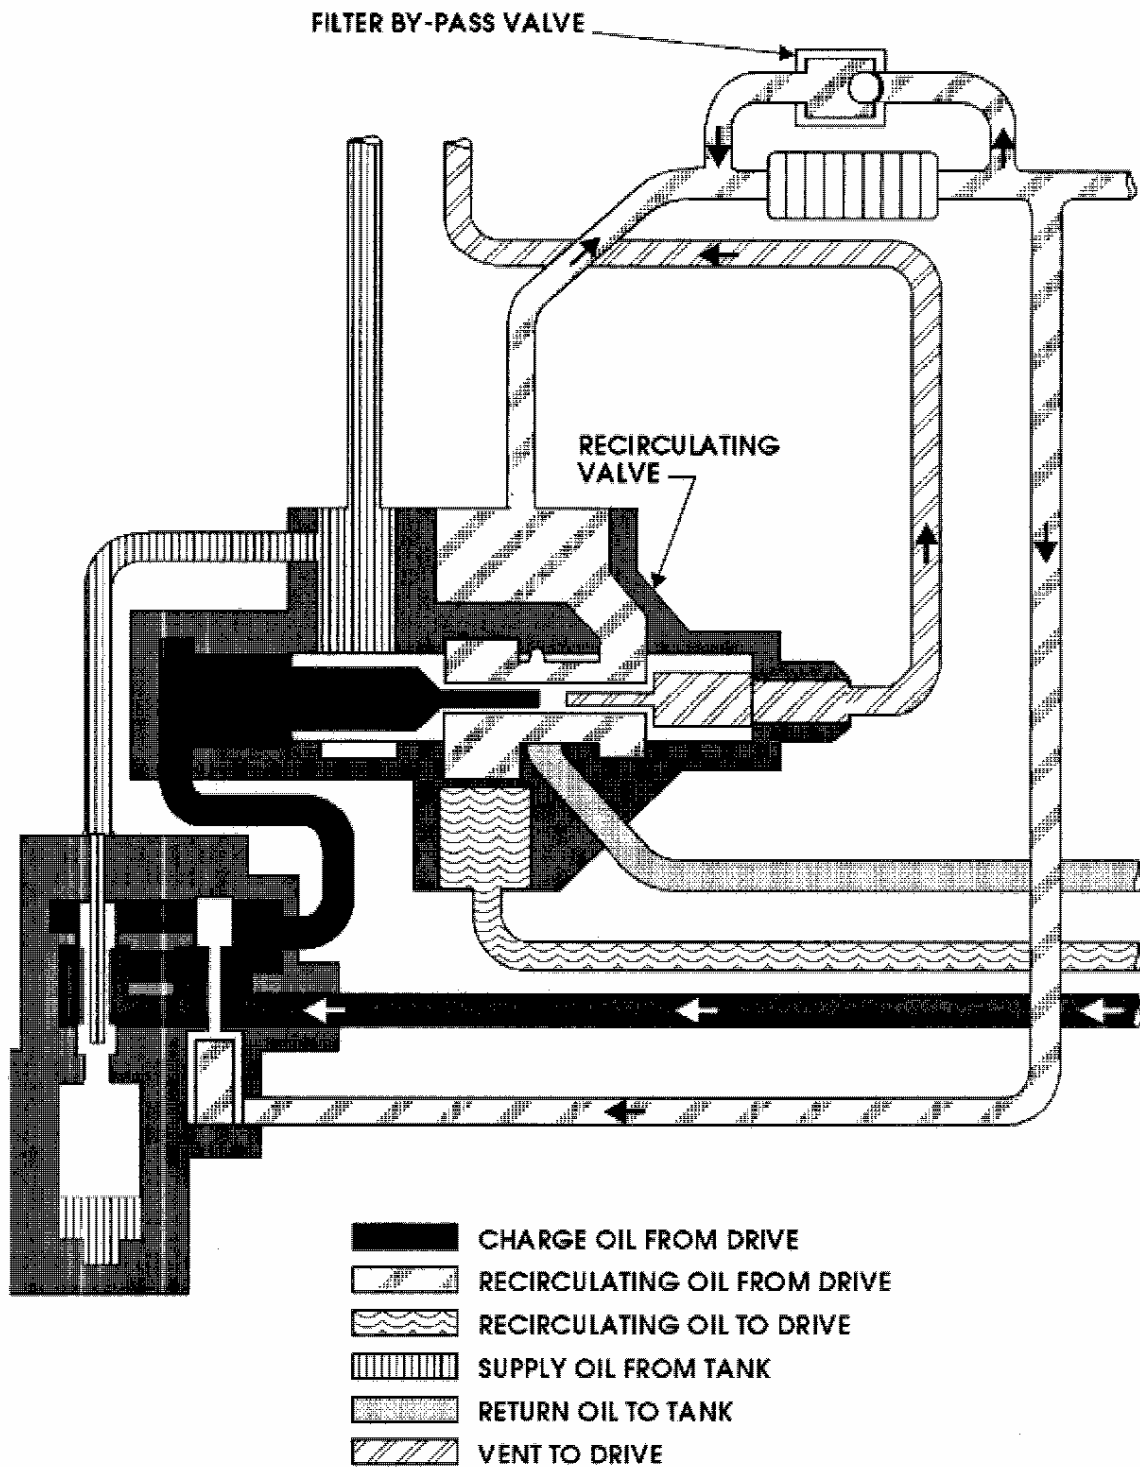 FILTER BY-PASS VALVE
RECIRCULATING
VALVE
CHARGE OIL FROM DRIVE
RECIRCULATING OIL FROM DRIVE
RECIRCULATING OIL TO DRIVE
SUPPLY OIL FROM TANK
RETURN OIL TO TANK
VENT TO DRIVE